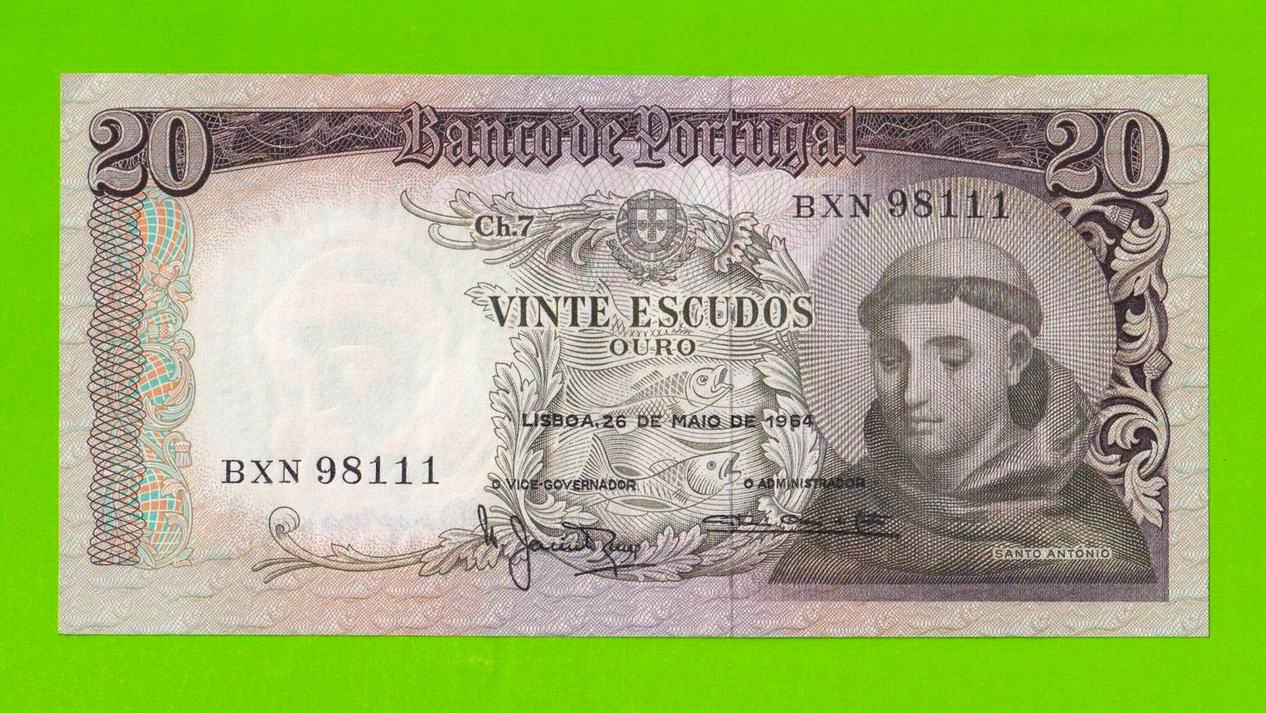 20 Banco de Portugal 20
BXN 98111
Ch.7
VINTE ESCUDOS
OURO
LISBOA, 26 DE MAIO DE 1964
BXN 98111
O VICE-GOVERNADOR O ADMINISTRADOR
SANTO ANTÓNIO